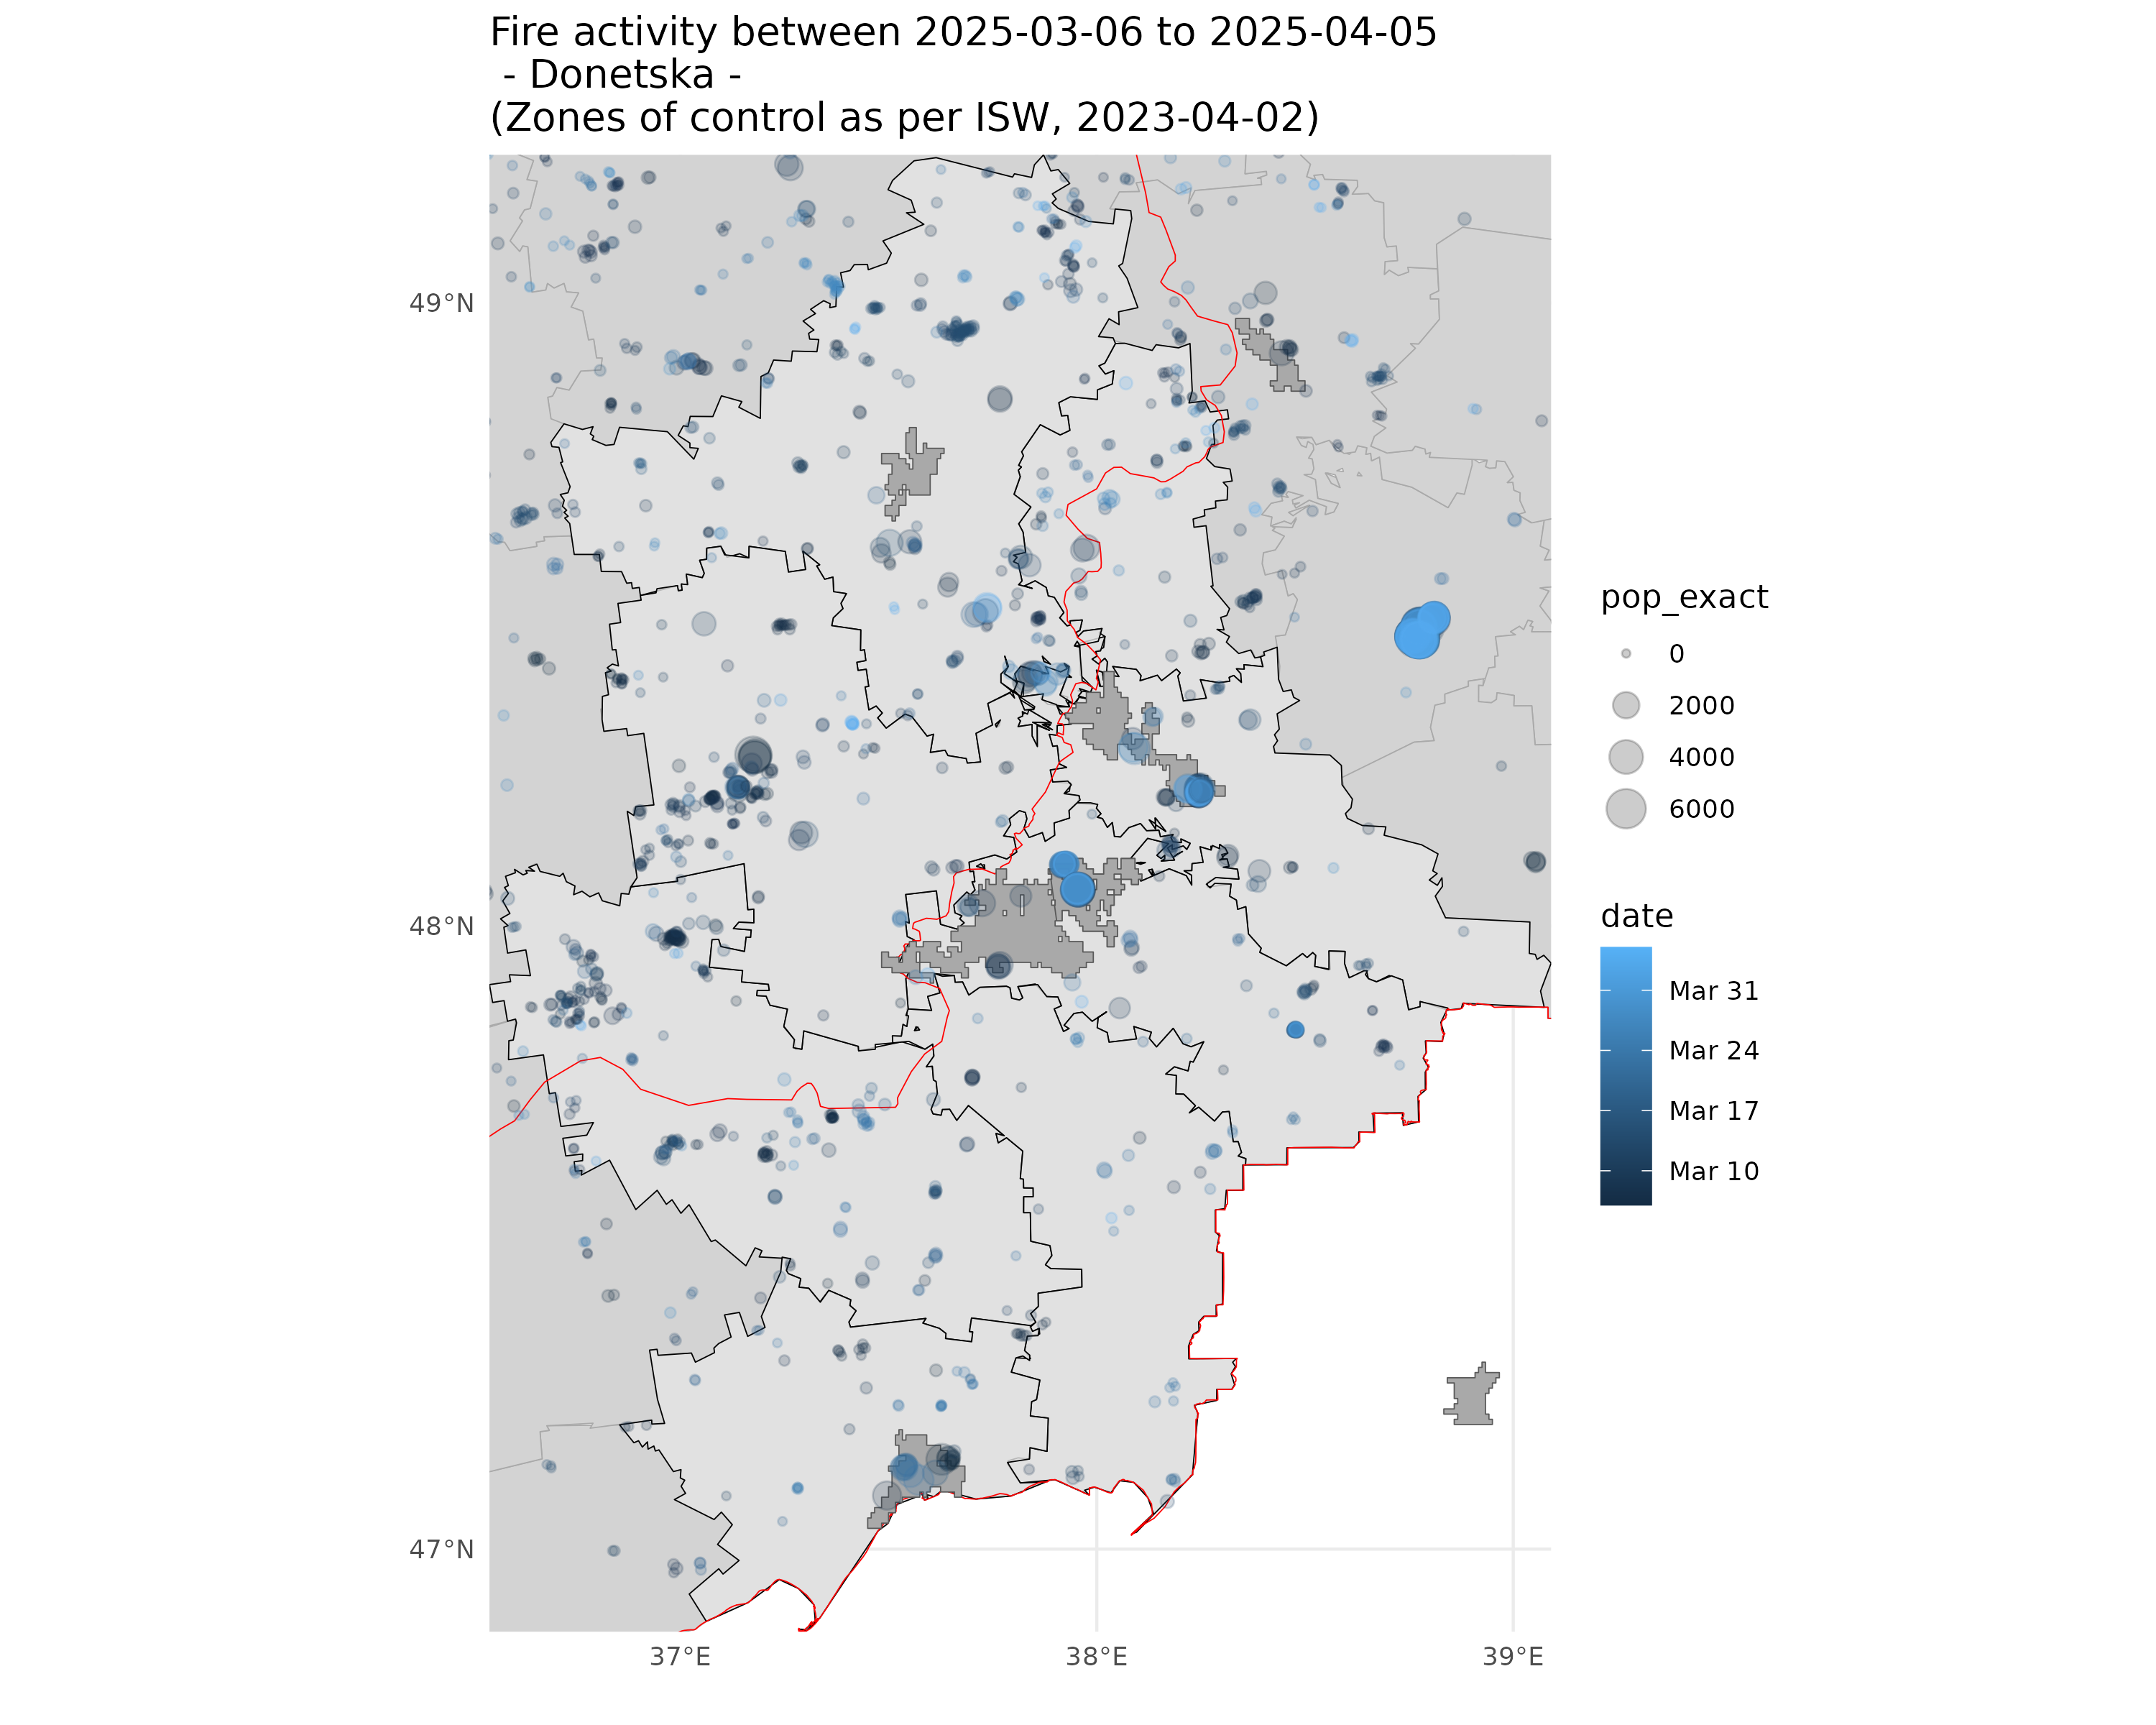 Fire activity between 2025-03-06 to 2025-04-05
- Donetska -
(Zones of control as per ISW, 2023-04-02)
49°N
48°N
47°N
37°E
38°E
39°E
pop_exact
0
2000
4000
6000
date
Mar 31
Mar 24
Mar 17
Mar 10